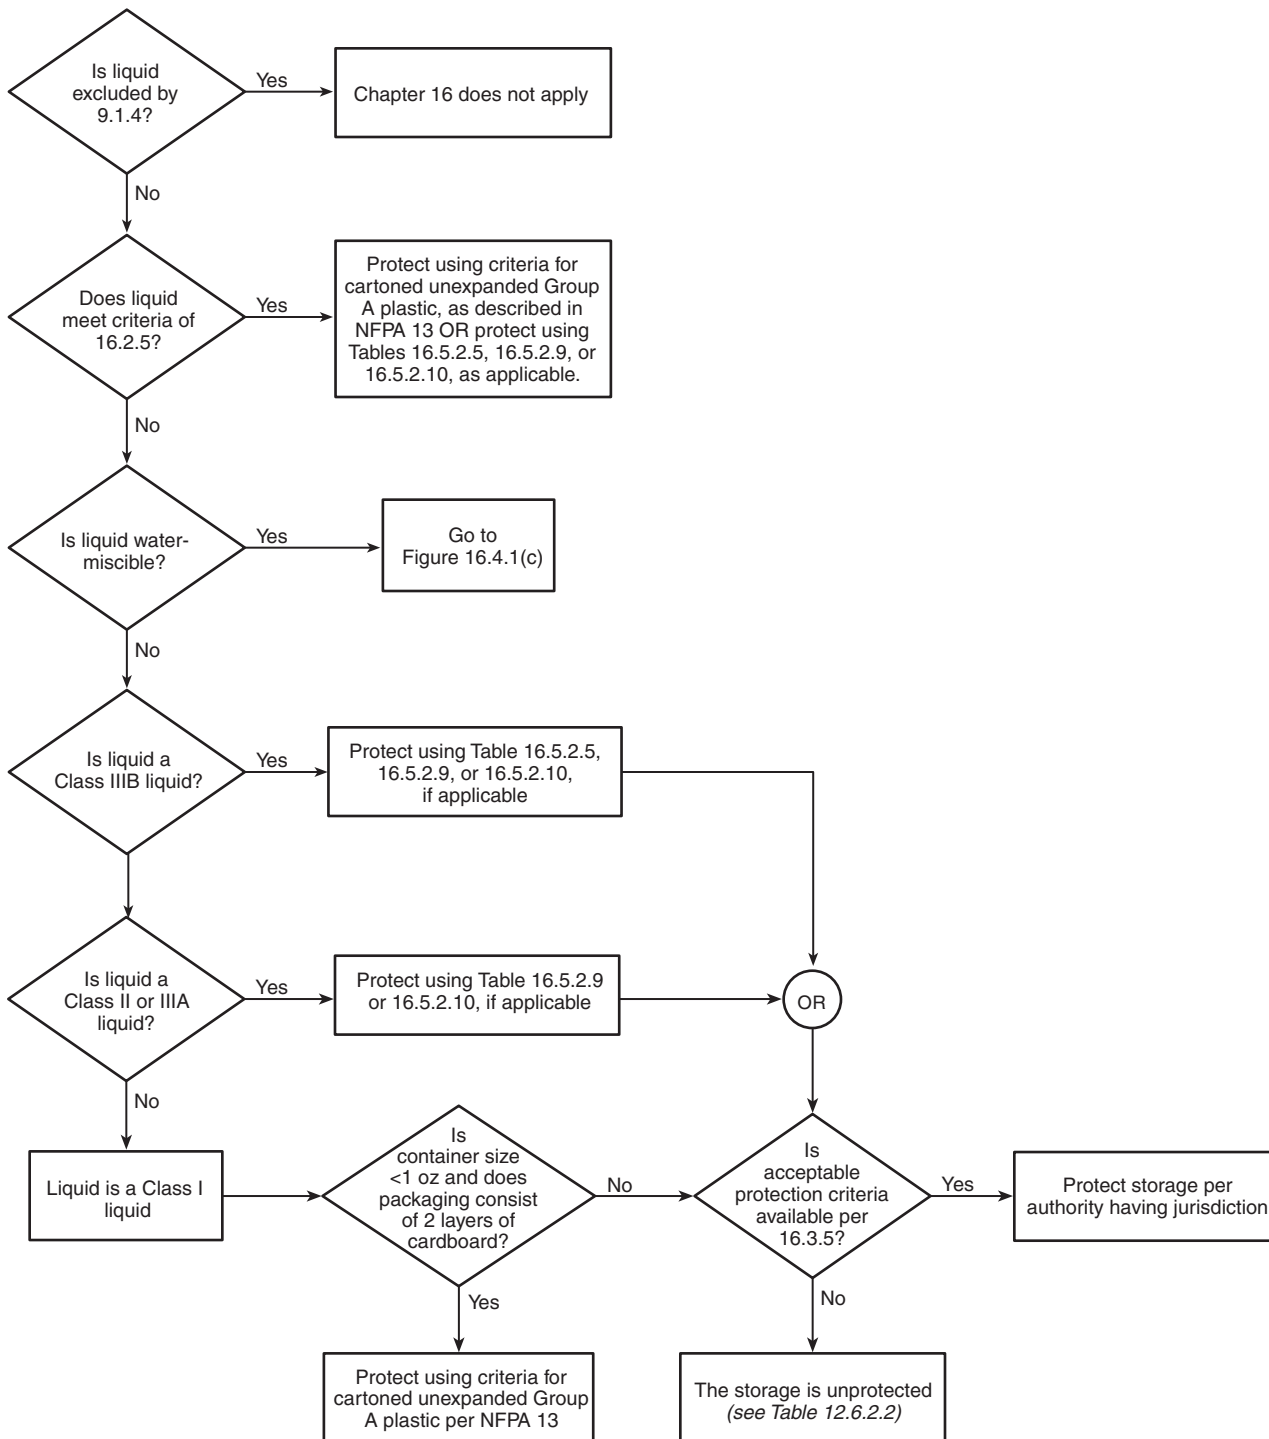 Is liquid
excluded by
9.1.4?
Yes
Chapter 16 does not apply
No
Does liquid
meet criteria of
16.2.5?
Yes
Protect using criteria for
cartoned unexpanded Group
A plastic, as described in
NFPA 13 OR protect using
Tables 16.5.2.5, 16.5.2.9, or
16.5.2.10, as applicable.
No
Is liquid water-
miscible?
Yes
Go to
Figure 16.4.1(c)
No
Is liquid a
Class IIIB liquid?
Yes
Protect using Table 16.5.2.5,
16.5.2.9, or 16.5.2.10,
if applicable
Is liquid a
Class II or IIIA
liquid?
Yes
Protect using Table 16.5.2.9
or 16.5.2.10, if applicable
OR
No
Liquid is a Class I
liquid
Is
container size
<1 oz and does
packaging consist
of 2 layers of
cardboard?
No
Is
acceptable
protection criteria
available per
16.3.5?
Yes
Protect storage per
authority having jurisdiction
Yes
Protect using criteria for
cartoned unexpanded Group
A plastic per NFPA 13
No
The storage is unprotected
(see Table 12.6.2.2)